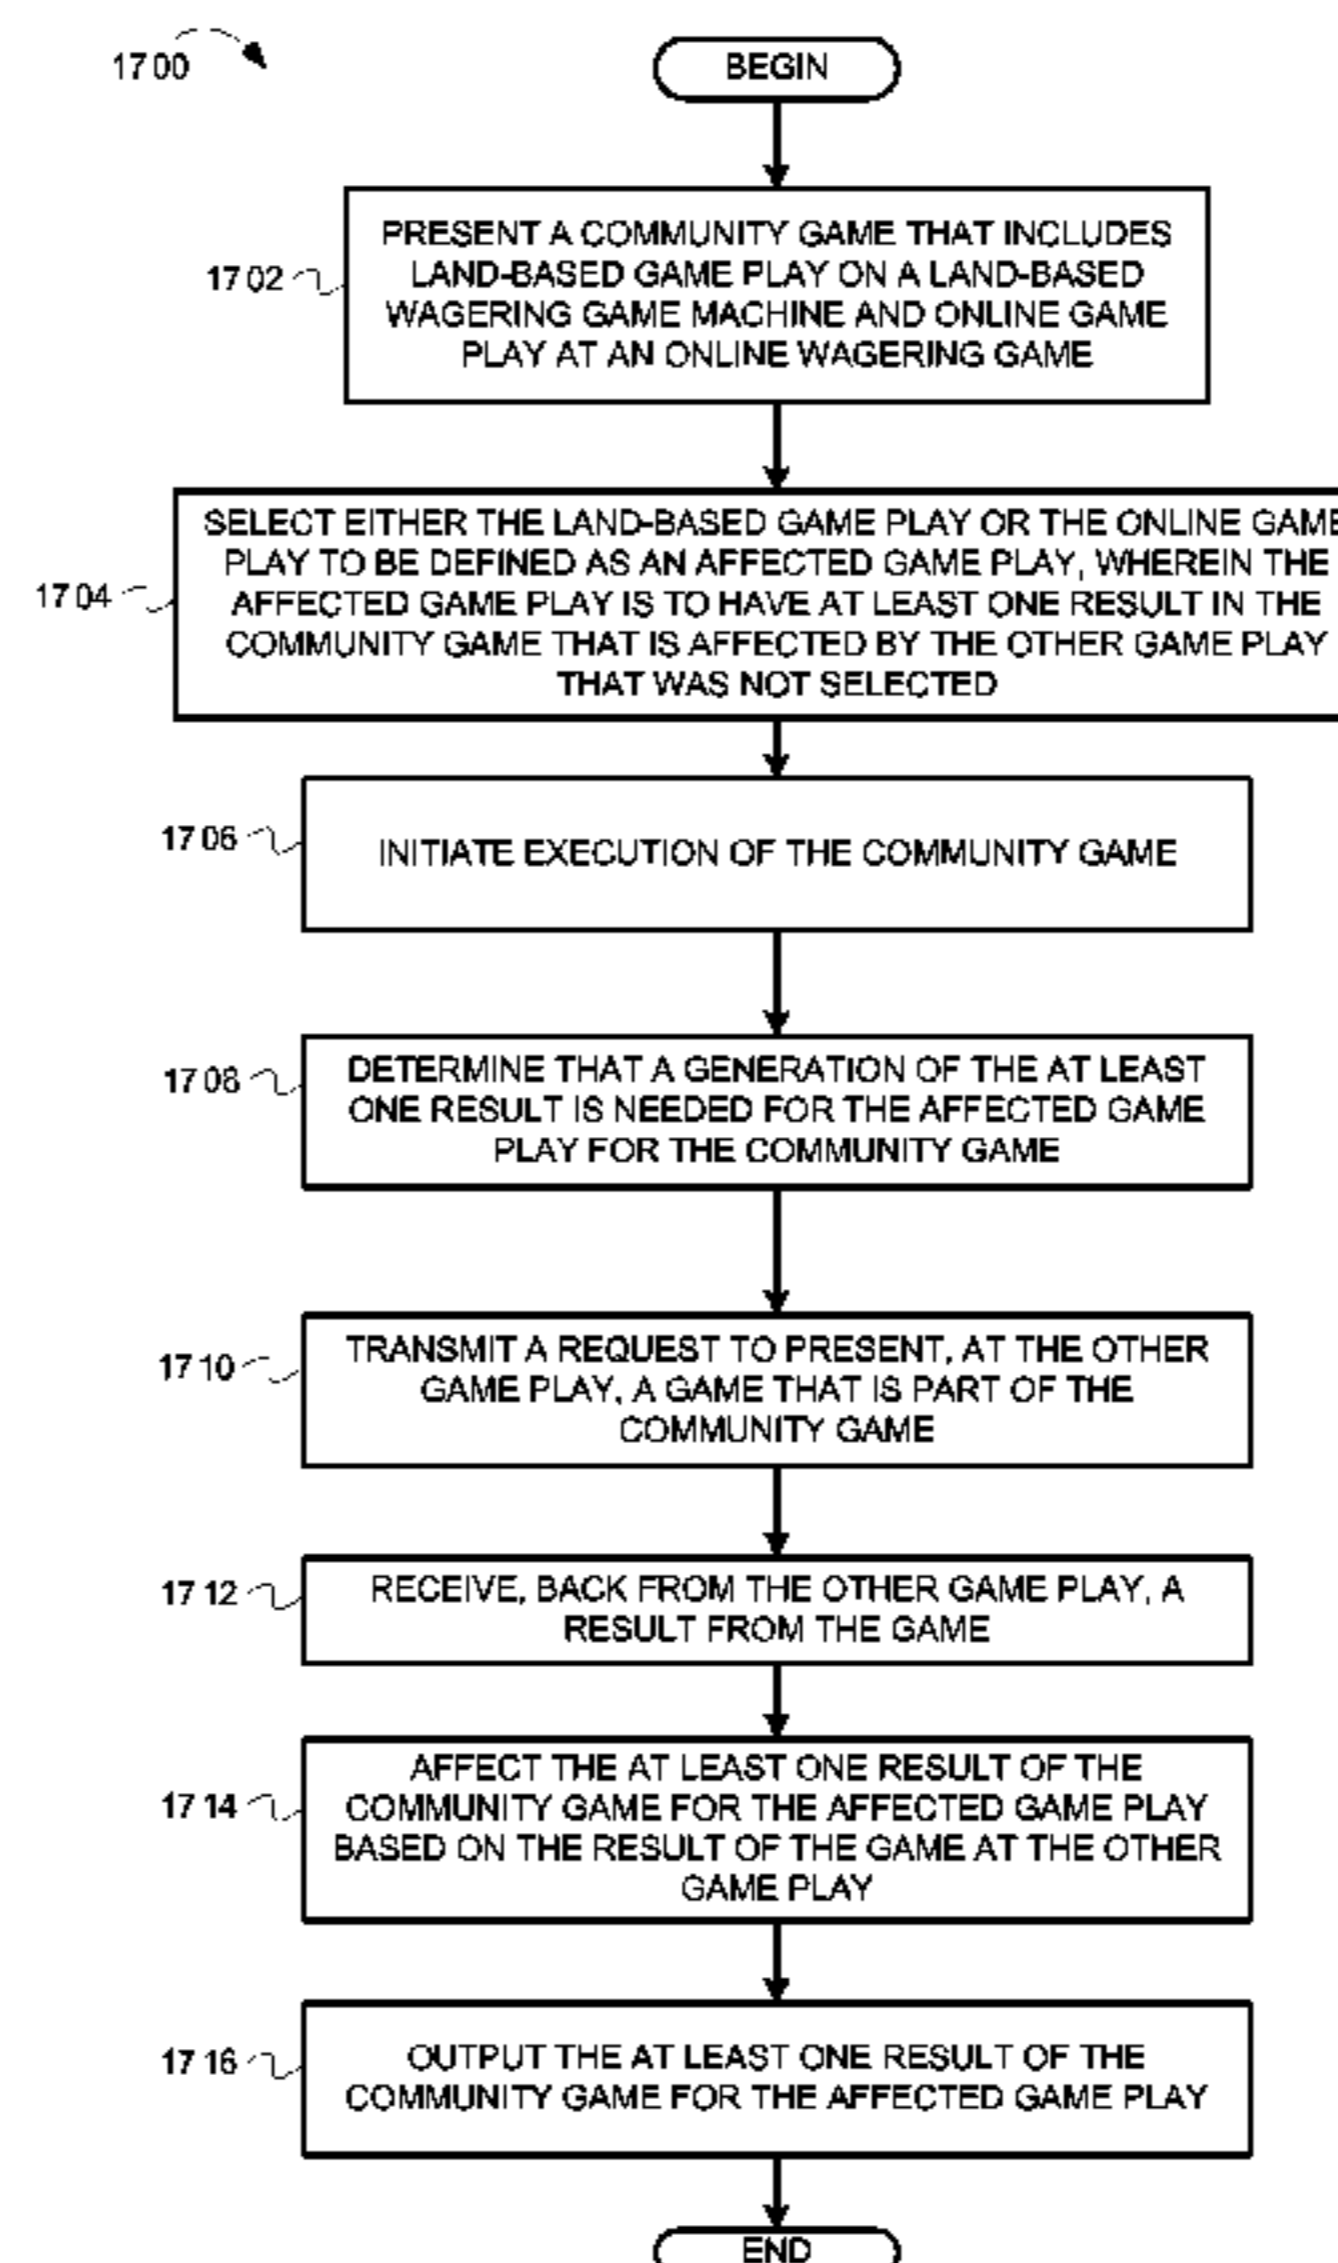 1700
BEGIN
1702
PRESENT A COMMUNITY GAME THAT INCLUDES
LAND-BASED GAME PLAY ON A LAND-BASED
WAGERING GAME MACHINE AND ONLINE GAME
PLAY AT AN ONLINE WAGERING GAME
1704
SELECT EITHER THE LAND-BASED GAME PLAY OR THE ONLINE GAME
PLAY TO BE DEFINED AS AN AFFECTED GAME PLAY, WHEREIN THE
AFFECTED GAME PLAY IS TO HAVE AT LEAST ONE RESULT IN THE
COMMUNITY GAME THAT IS AFFECTED BY THE OTHER GAME PLAY
THAT WAS NOT SELECTED
1706
INITIATE EXECUTION OF THE COMMUNITY GAME
1708
DETERMINE THAT A GENERATION OF THE AT LEAST
ONE RESULT IS NEEDED FOR THE AFFECTED GAME
PLAY FOR THE COMMUNITY GAME
1710
TRANSMIT A REQUEST TO PRESENT, AT THE OTHER
GAME PLAY, A GAME THAT IS PART OF THE
COMMUNITY GAME
1712
RECEIVE, BACK FROM THE OTHER GAME PLAY, A
RESULT FROM THE GAME
1714
AFFECT THE AT LEAST ONE RESULT OF THE
COMMUNITY GAME FOR THE AFFECTED GAME PLAY
BASED ON THE RESULT OF THE GAME AT THE OTHER
GAME PLAY
1716
OUTPUT THE AT LEAST ONE RESULT OF THE
COMMUNITY GAME FOR THE AFFECTED GAME PLAY
END